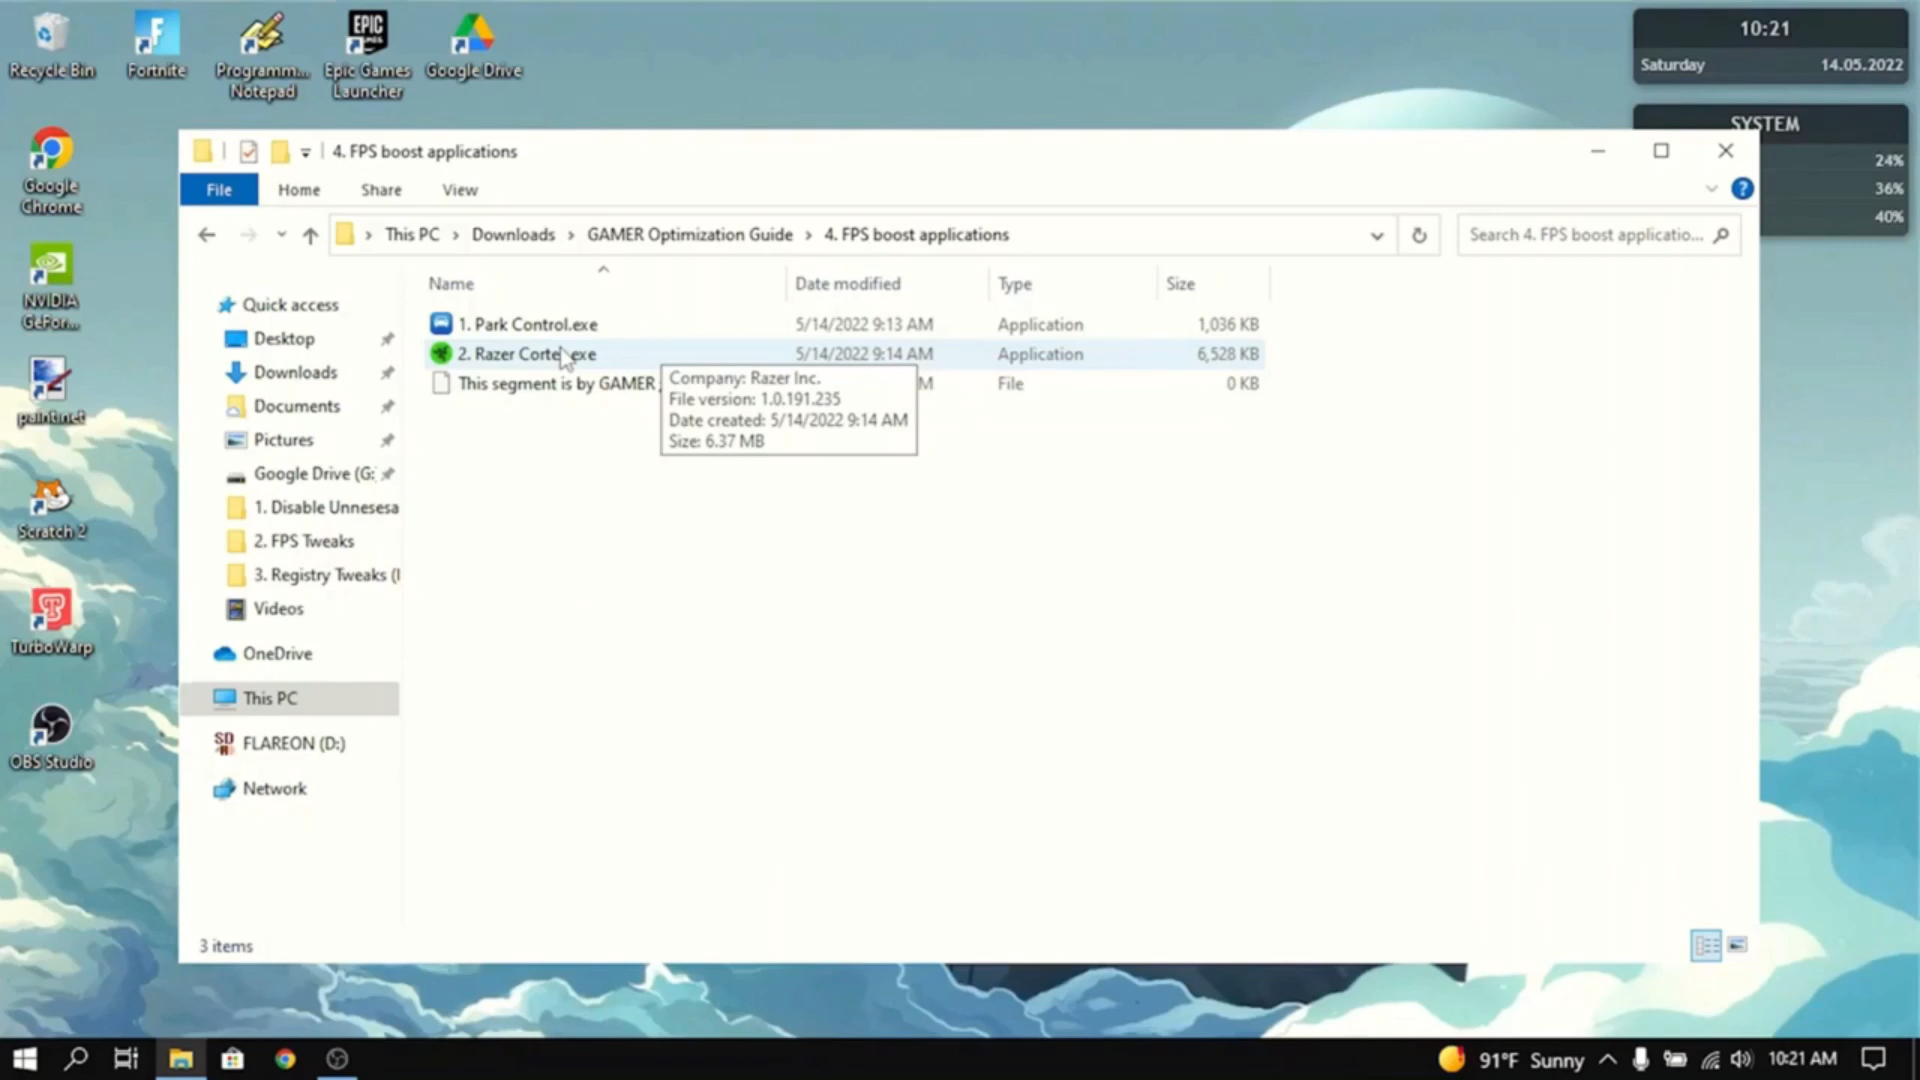 Recycle Bin
Fortnite
Programm...
Notepad
Epic Games
Launcher
Google Drive
10:21
Saturday 14.05.2022
SYSTEM
24%
36%
40%
Google
Chrome
NVIDIA
GeFor...
paint.net
Scratch 2
TurboWarp
OBS Studio
4. FPS boost applications
File Home Share View
This PC > Downloads > GAMER Optimization Guide > 4. FPS boost applications
Search 4. FPS boost applicatio...
Name Date modified Type Size
1. Park Control.exe 5/14/2022 9:13 AM Application 1,036 KB
2. Razer Cortex.exe 5/14/2022 9:14 AM Application 6,528 KB
This segment is by GAMER M File 0 KB
Company: Razer Inc.
File version: 1.0.191.235
Date created: 5/14/2022 9:14 AM
Size: 6.37 MB
Quick access
Desktop
Downloads
Documents
Pictures
Google Drive (G:
1. Disable Unnesesa
2. FPS Tweaks
3. Registry Tweaks (
Videos
OneDrive
This PC
FLAREON (D:)
Network
3 items
91°F Sunny
10:21 AM